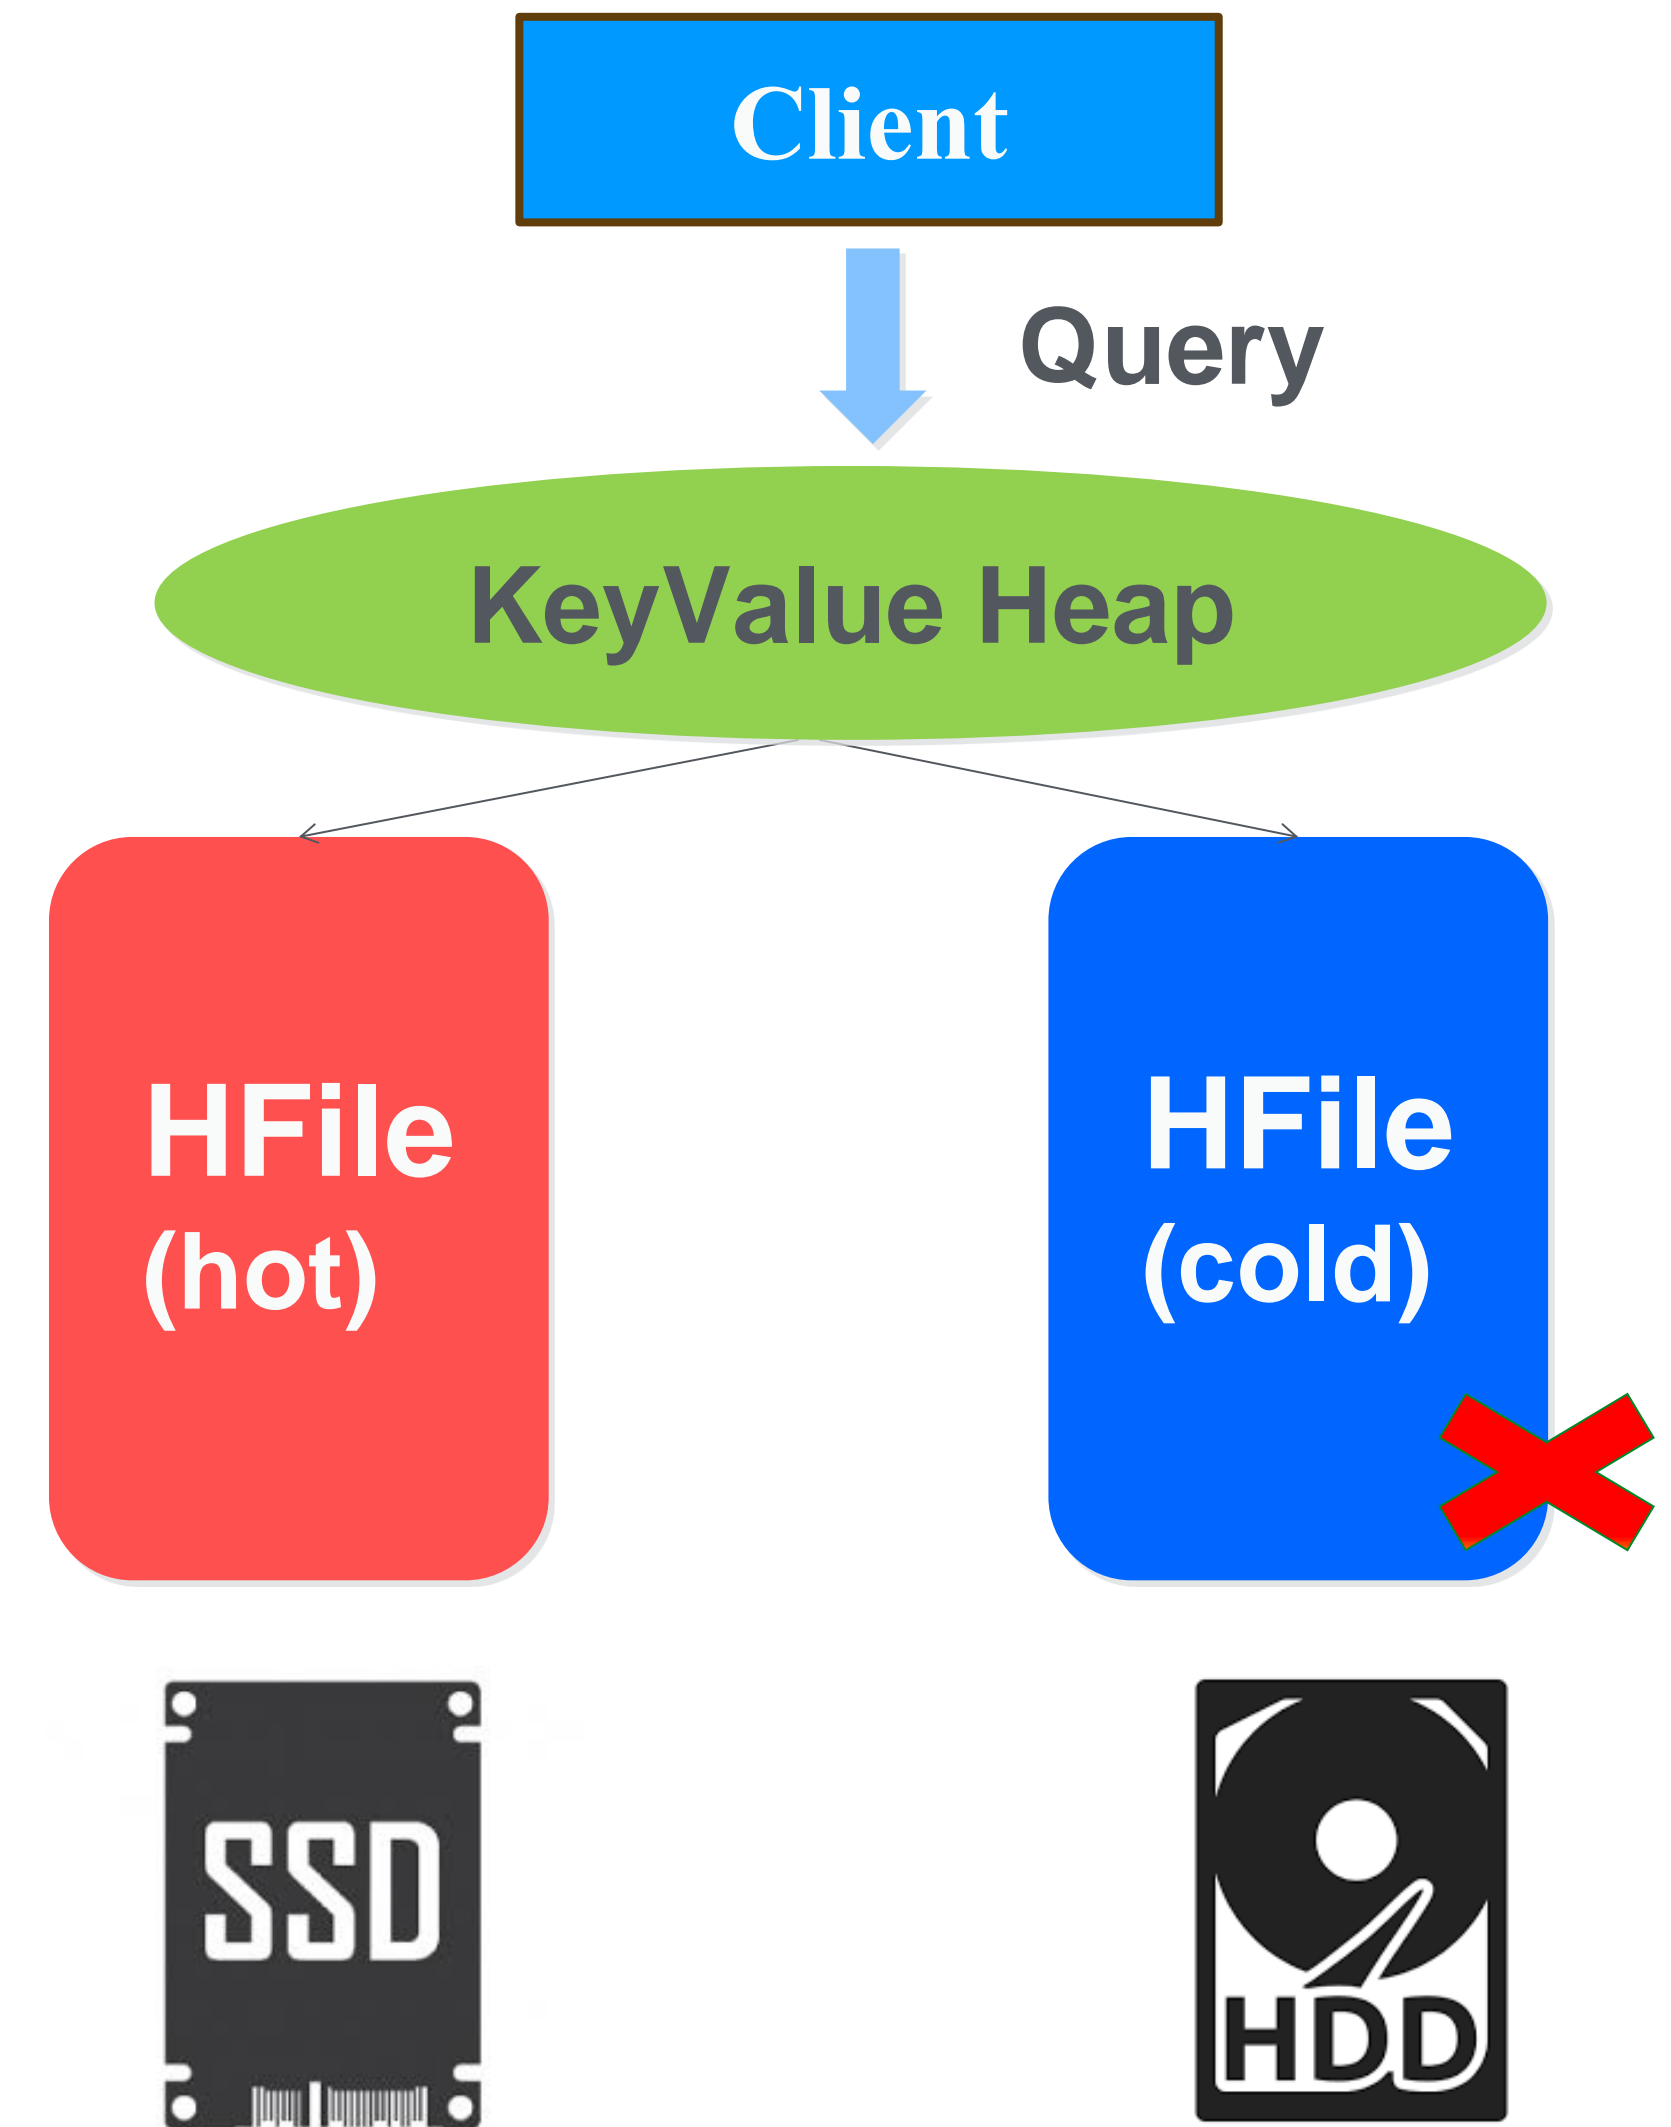 Client
Query
KeyValue Heap
HFile
(hot)
HFile
(cold)
SSD
HDD